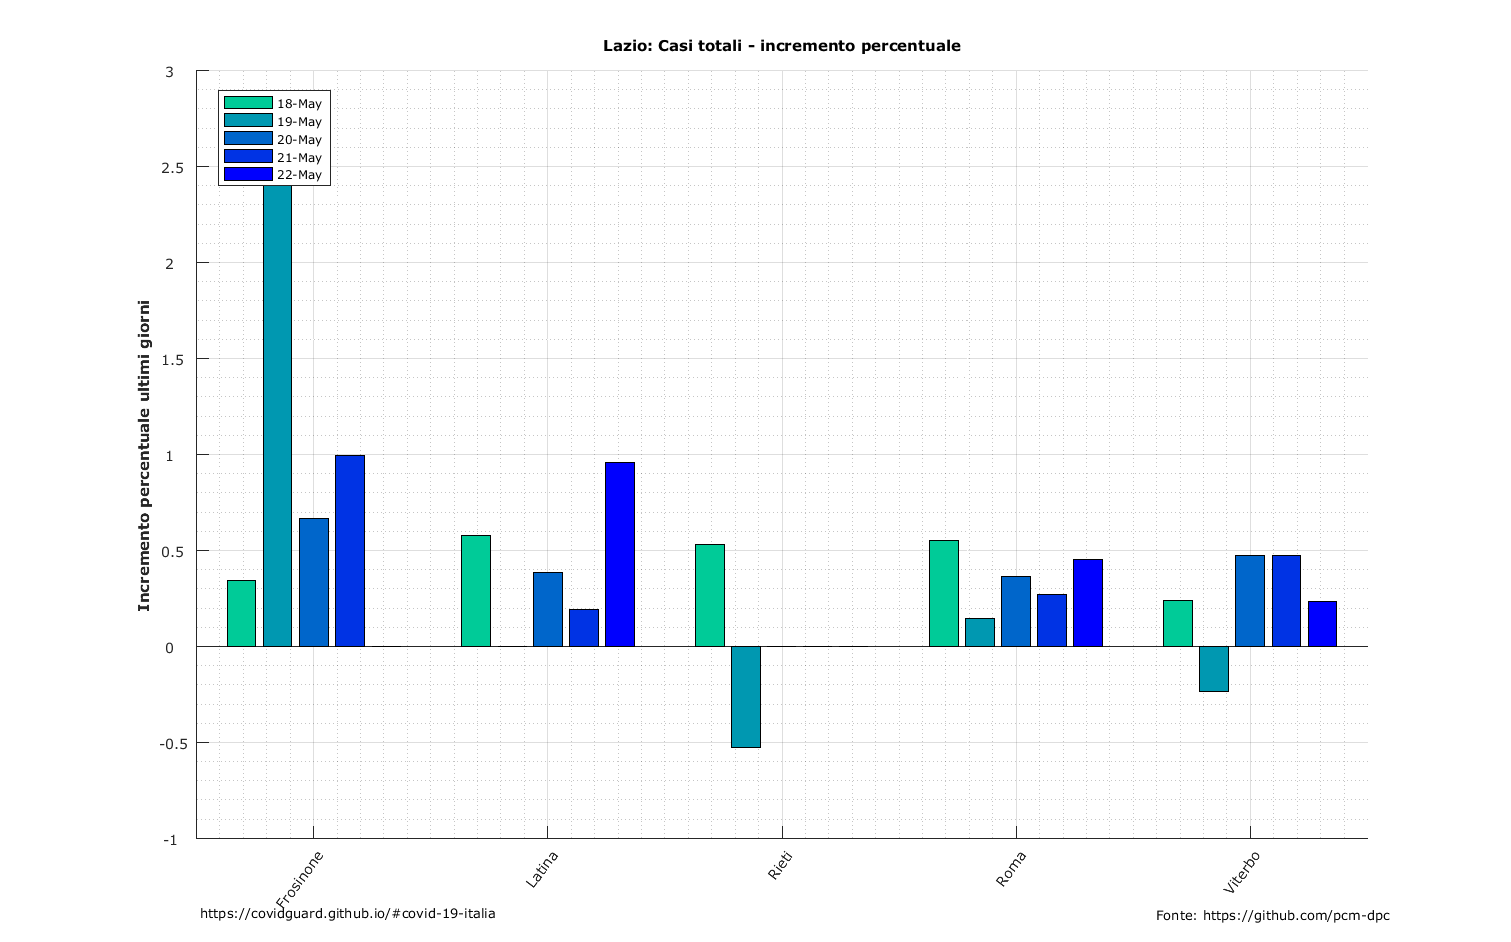 Lazio: Casi totali - incremento percentuale
Incremento percentuale ultimi giorni
3
2.5
2
1.5
1
0.5
0
-0.5
-1
18-May
19-May
20-May
21-May
22-May
Frosinone
Latina
Rieti
Roma
Viterbo
https://covidguard.github.io/#covid-19-italia
Fonte: https://github.com/pcm-dpc